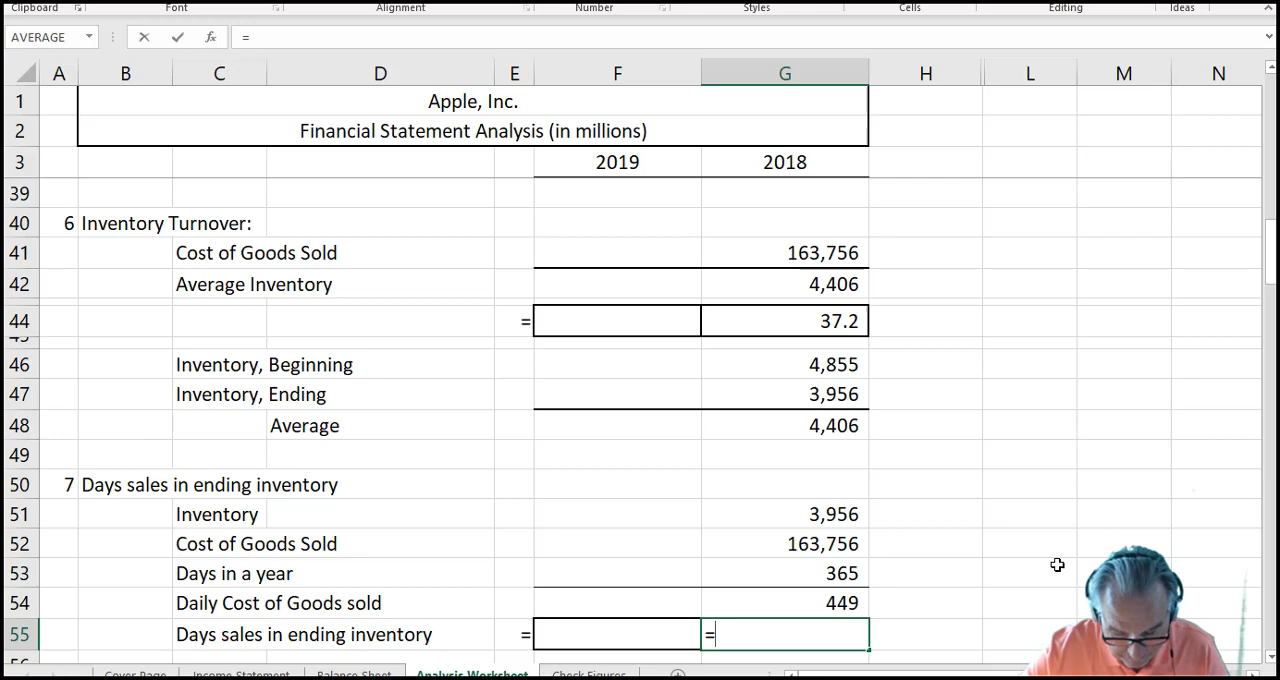 Clipboard Font Alignment Number Styles Cells Editing Ideas
AVERAGE fx =
A B C D E F G H L M N
1 Apple, Inc.
2 Financial Statement Analysis (in millions)
3 2019 2018
39
40 6 Inventory Turnover:
41 Cost of Goods Sold 163,756
42 Average Inventory 4,406
44 = 37.2
45
46 Inventory, Beginning 4,855
47 Inventory, Ending 3,956
48 Average 4,406
49
50 7 Days sales in ending inventory
51 Inventory 3,956
52 Cost of Goods Sold 163,756
53 Days in a year 365
54 Daily Cost of Goods sold 449
55 Days sales in ending inventory = =
56
Cover Page Income Statement Balance Sheet Analysis Worksheet Check Figures